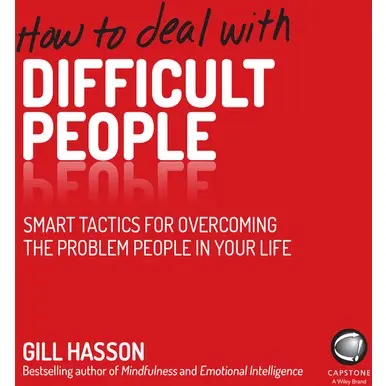 How to deal with
DIFFICULT
PEOPLE
SMART TACTICS FOR OVERCOMING
THE PROBLEM PEOPLE IN YOUR LIFE
GILL HASSON
Bestselling author of Mindfulness and Emotional Intelligence
CAPSTONE
A Wiley Brand